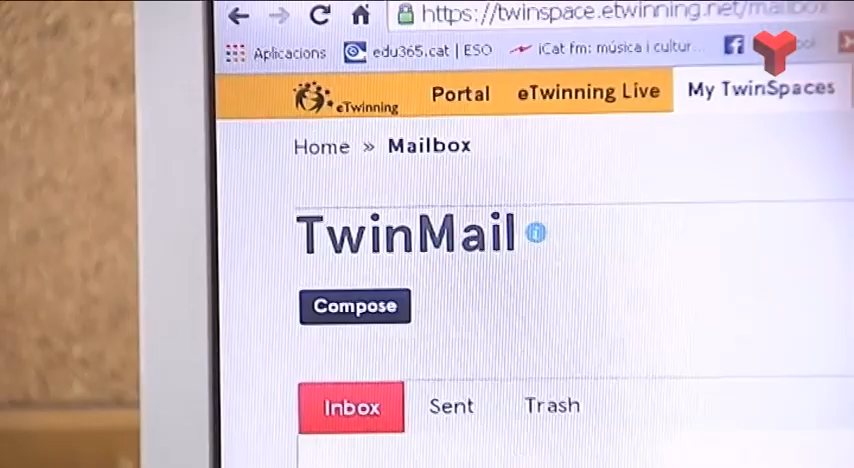 https://twinspace.etwinning.net/mailbox
Aplicacions edu365.cat | ESO iCat fm: música i cultur...
eTwinning Portal eTwinning Live My TwinSpaces
Home » Mailbox
TwinMail i
Compose
Inbox Sent Trash